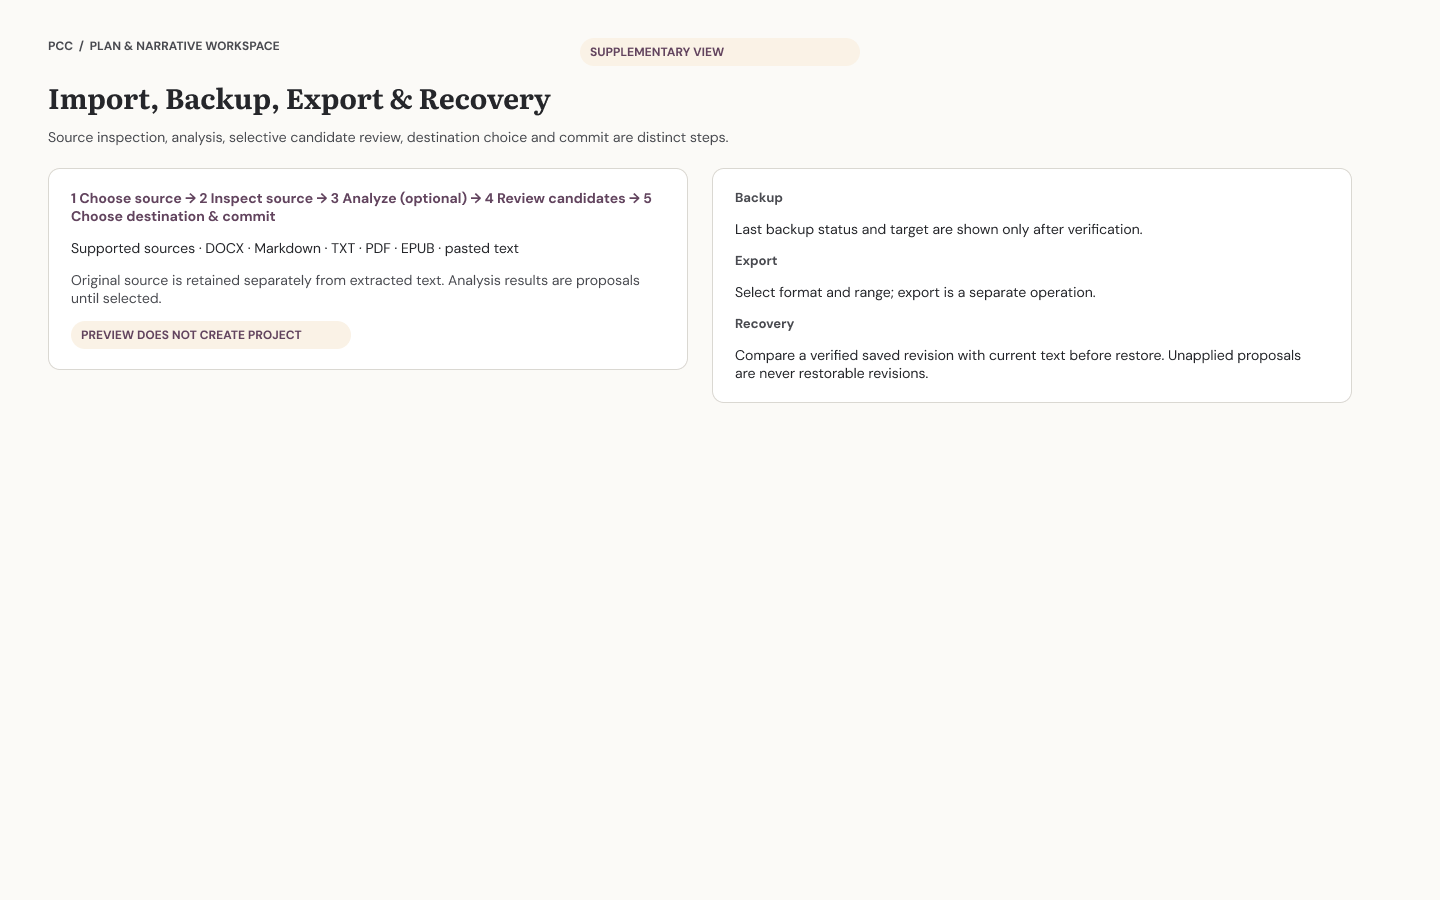 PCC / PLAN & NARRATIVE WORKSPACE
SUPPLEMENTARY VIEW
Import, Backup, Export & Recovery
Source inspection, analysis, selective candidate review, destination choice and commit are distinct steps.
1 Choose source → 2 Inspect source → 3 Analyze (optional) → 4 Review candidates → 5
Choose destination & commit
Supported sources · DOCX · Markdown · TXT · PDF · EPUB · pasted text
Original source is retained separately from extracted text. Analysis results are proposals
until selected.
PREVIEW DOES NOT CREATE PROJECT
Backup
Last backup status and target are shown only after verification.
Export
Select format and range; export is a separate operation.
Recovery
Compare a verified saved revision with current text before restore. Unapplied proposals
are never restorable revisions.